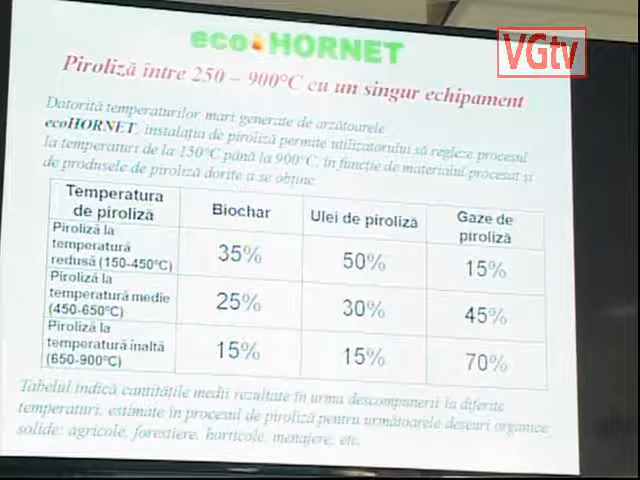 ecoHORNET
VGtv
Piroliză între 250 – 900°C cu un singur echipament
Datorită temperaturilor mari generate de arzătoarele
ecoHORNET, instalația de piroliză permite utilizatorului să regleze procesul
la temperaturi de la 150°C până la 900°C, în funcție de materialul procesat și
de produsele de piroliză dorite a se obține.
Temperatura
de piroliză
Biochar
Ulei de piroliză
Gaze de
piroliză
Piroliză la
temperatură
redusă (150-450°C)
35%
50%
15%
Piroliză la
temperatură medie
(450-650°C)
25%
30%
45%
Piroliză la
temperatură inaltă
(650-900°C)
15%
15%
70%
Tabelul indică cantitățile medii rezultate în urma descompunerii la diferite
temperaturi, estimate în procesul de piroliză pentru următoarele deșeuri organice
solide: agricole, forestiere, horticole, menajere, etc.